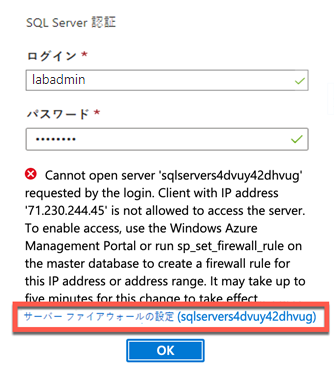 SQL Server 認証
ログイン *
labadmin
パスワード *
••••••••
Cannot open server 'sqlservers4dvuy42dhvug'
requested by the login. Client with IP address
'71.230.244.45' is not allowed to access the server.
To enable access, use the Windows Azure
Management Portal or run sp_set_firewall_rule on
the master database to create a firewall rule for
this IP address or address range. It may take up to
five minutes for this change to take effect
サーバー ファイアウォールの設定 (sqlservers4dvuy42dhvug)
OK